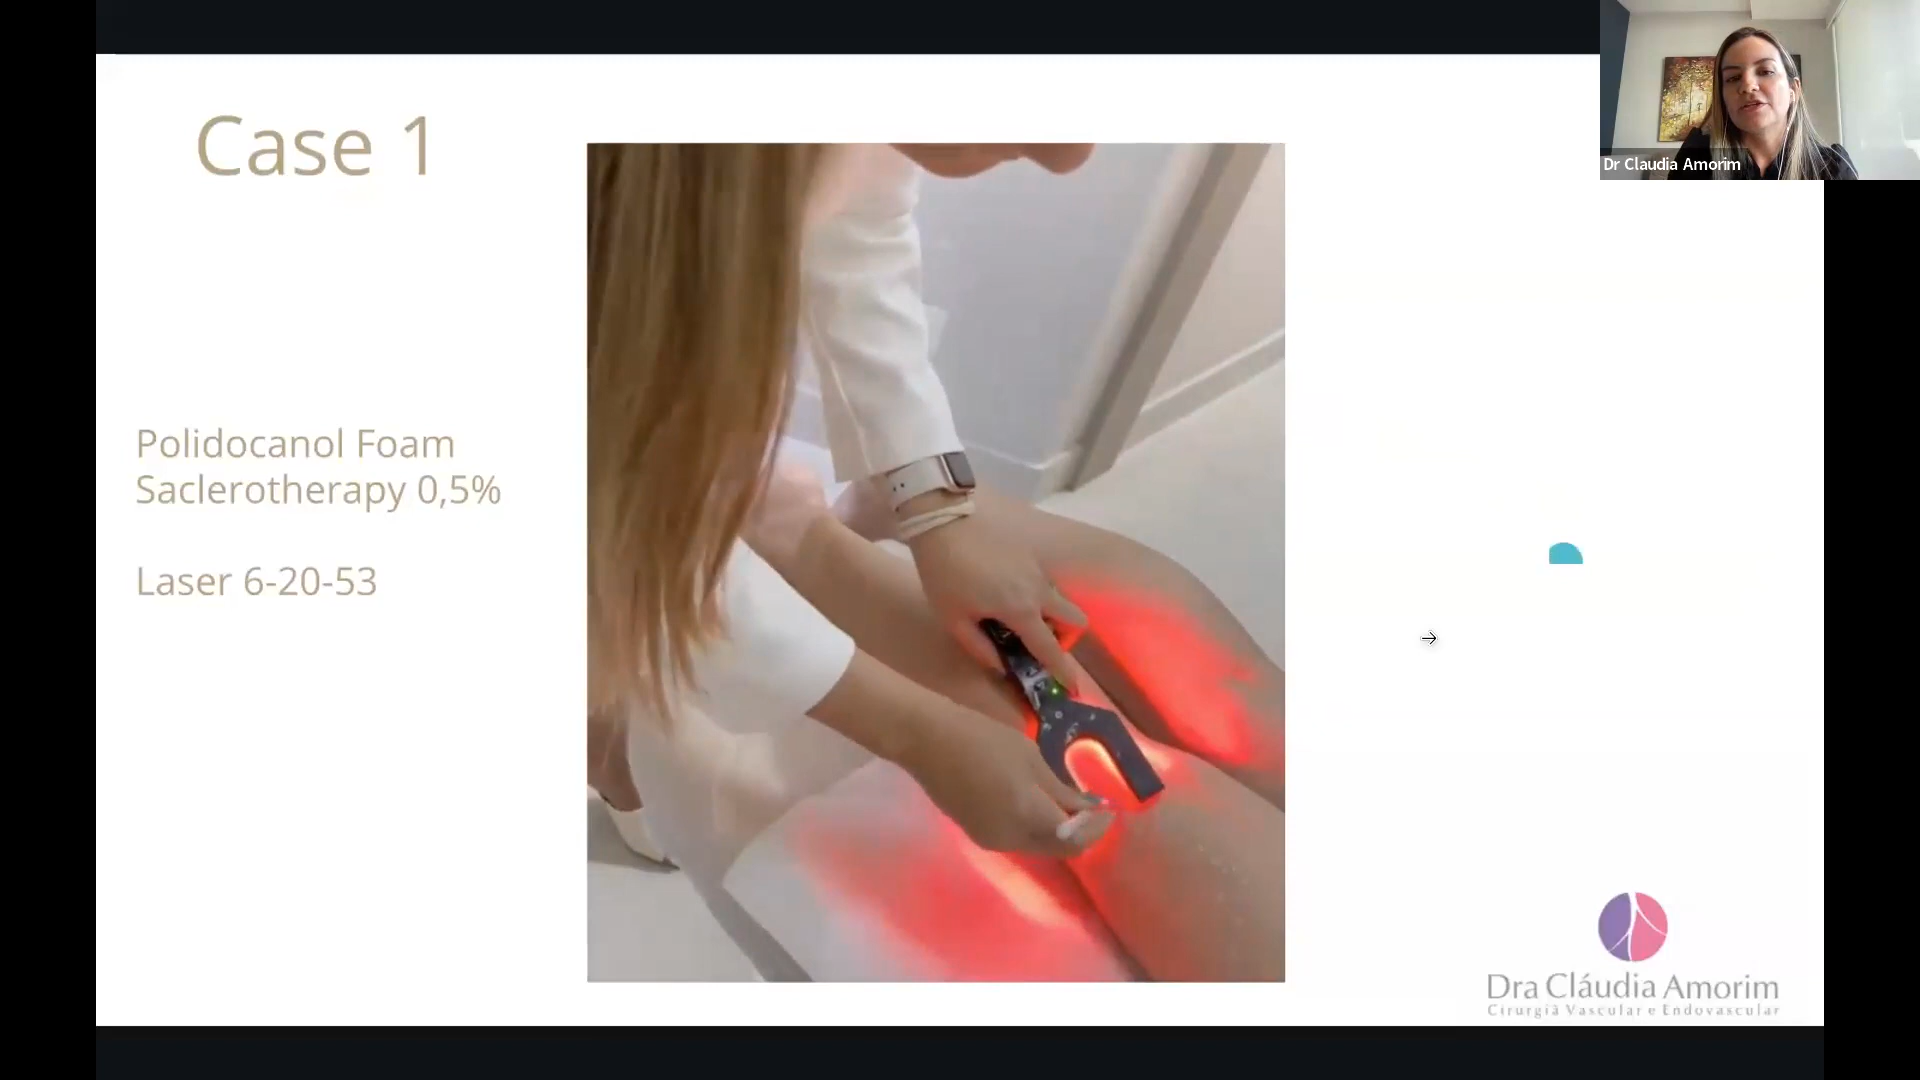 Case 1
Dr Claudia Amorim
Polidocanol Foam
Saclerotherapy 0,5%
Laser 6-20-53
Dra Cláudia Amorim
Cirurgiã Vascular e Endovascular